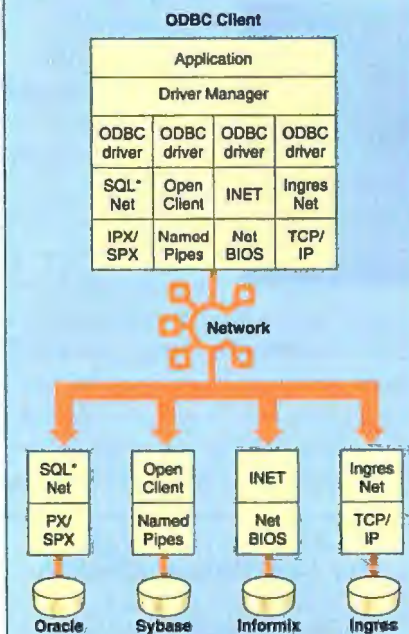 ODBC Client
Application
Driver Manager
ODBC driver ODBC driver ODBC driver ODBC driver
SQL* Net Open Client INET Ingres Net
IPX/ SPX Named Pipes Net BIOS TCP/ IP
Network
SQL* Net Open Client INET Ingres Net
PX/ SPX Named Pipes Net BIOS TCP/ IP
Oracle Sybase Informix Ingres